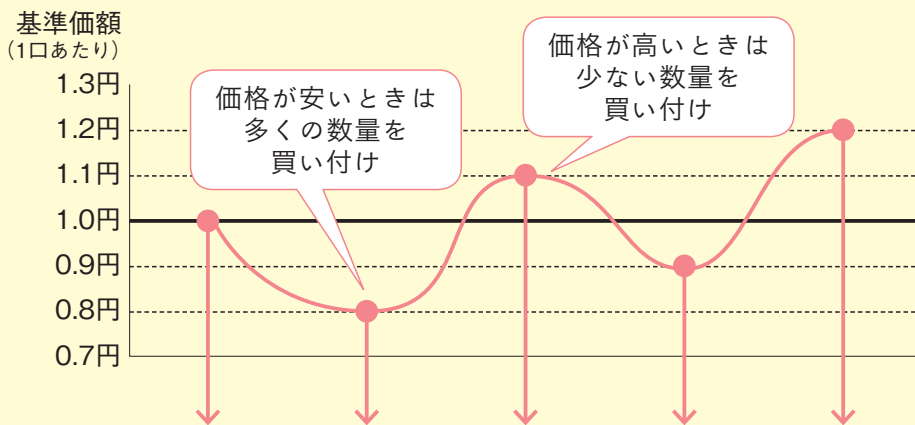 基準価額
(1口あたり)
1.3円
1.2円
1.1円
1.0円
0.9円
0.8円
0.7円
価格が安いときは
多くの数量を
買い付け
価格が高いときは
少ない数量を
買い付け